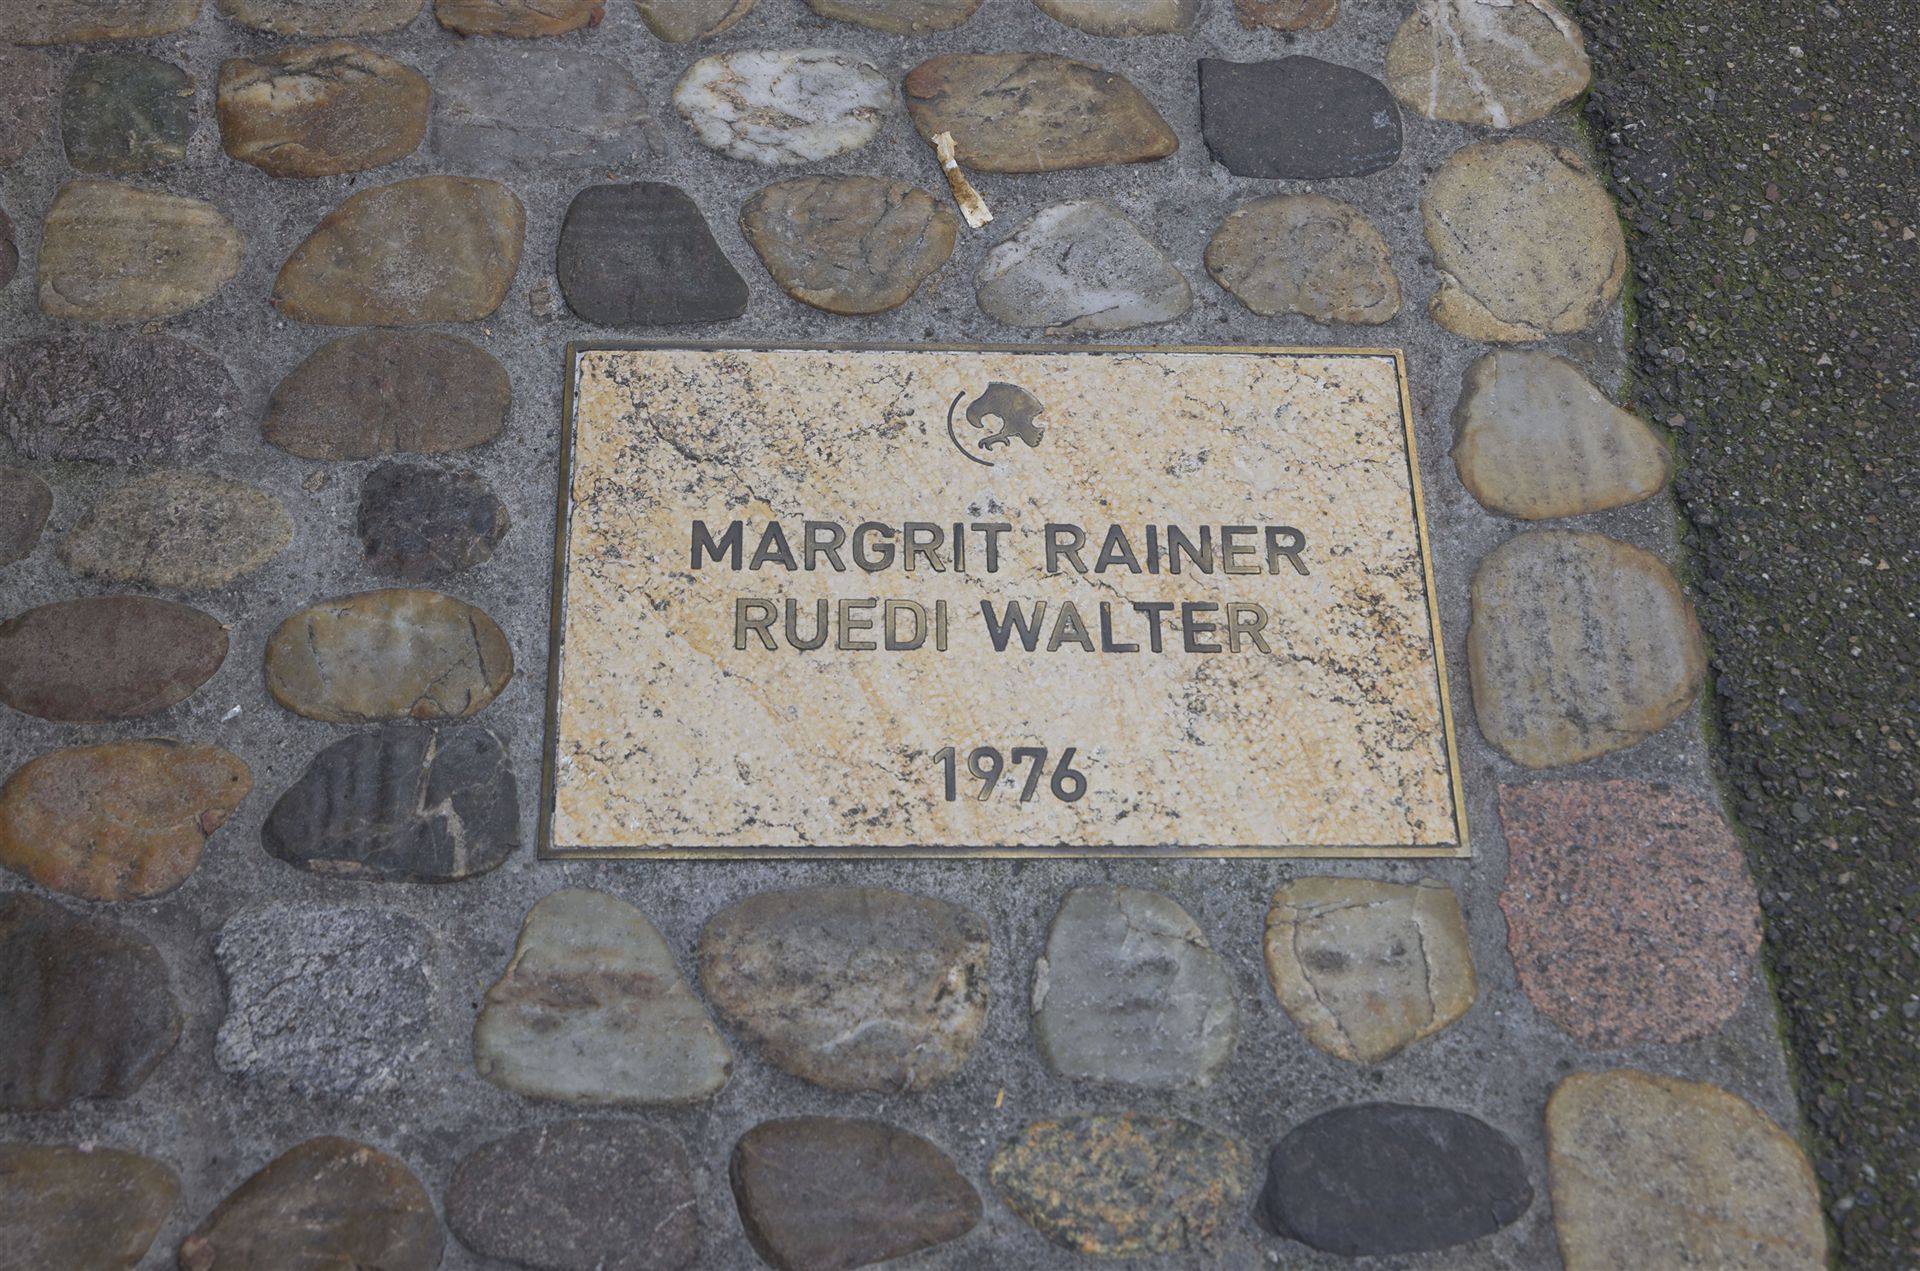 MARGRIT RAINER
RUEDI WALTER
1976